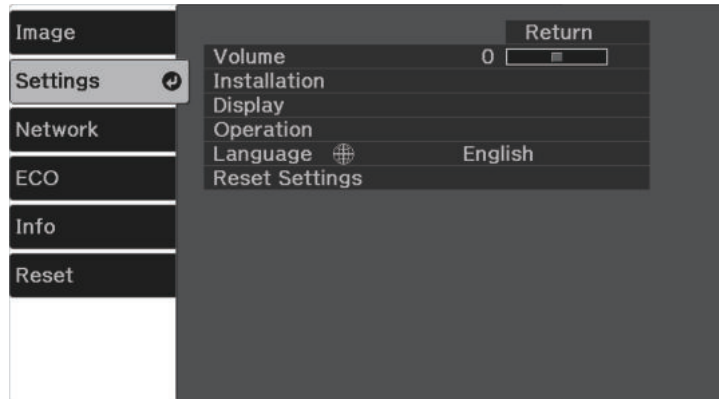 Image
Settings
Network
ECO
Info
Reset
Return
Volume 0
Installation
Display
Operation
Language English
Reset Settings